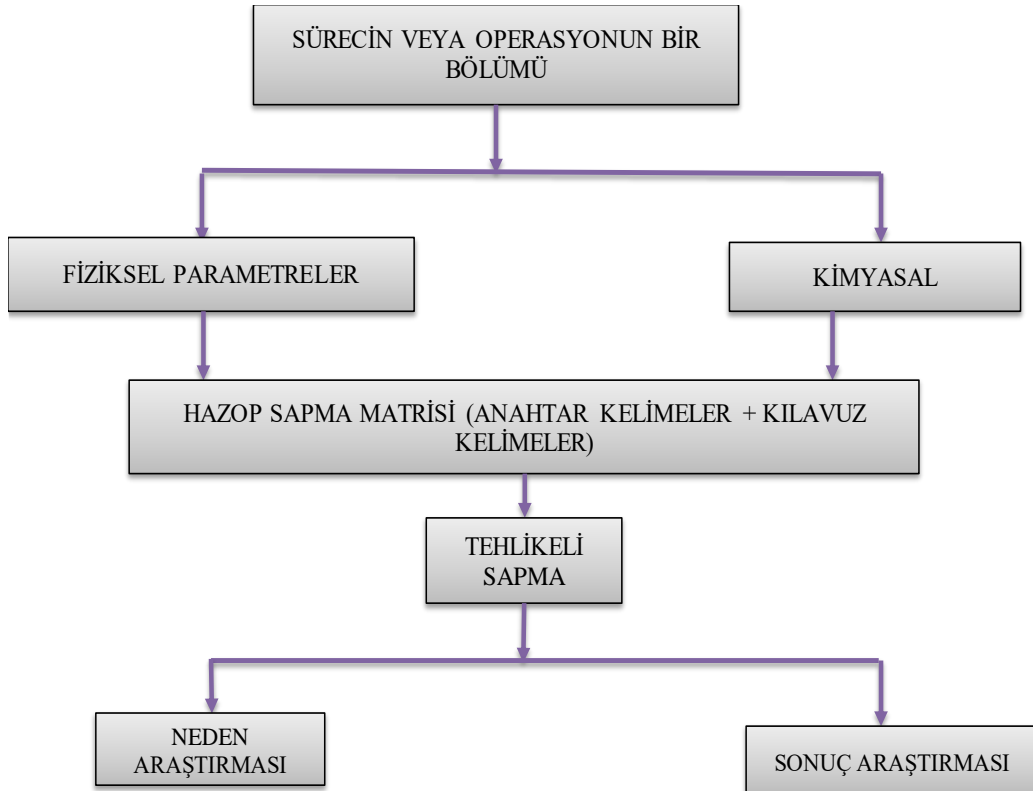 SÜRECİN VEYA OPERASYONUN BİR
BÖLÜMÜ
FİZİKSEL PARAMETRELER
KİMYASAL
HAZOP SAPMA MATRİSİ (ANAHTAR KELİMELER + KILAVUZ
KELİMELER)
TEHLİKELİ
SAPMA
NEDEN
ARAŞTIRMASI
SONUÇ ARAŞTIRMASI